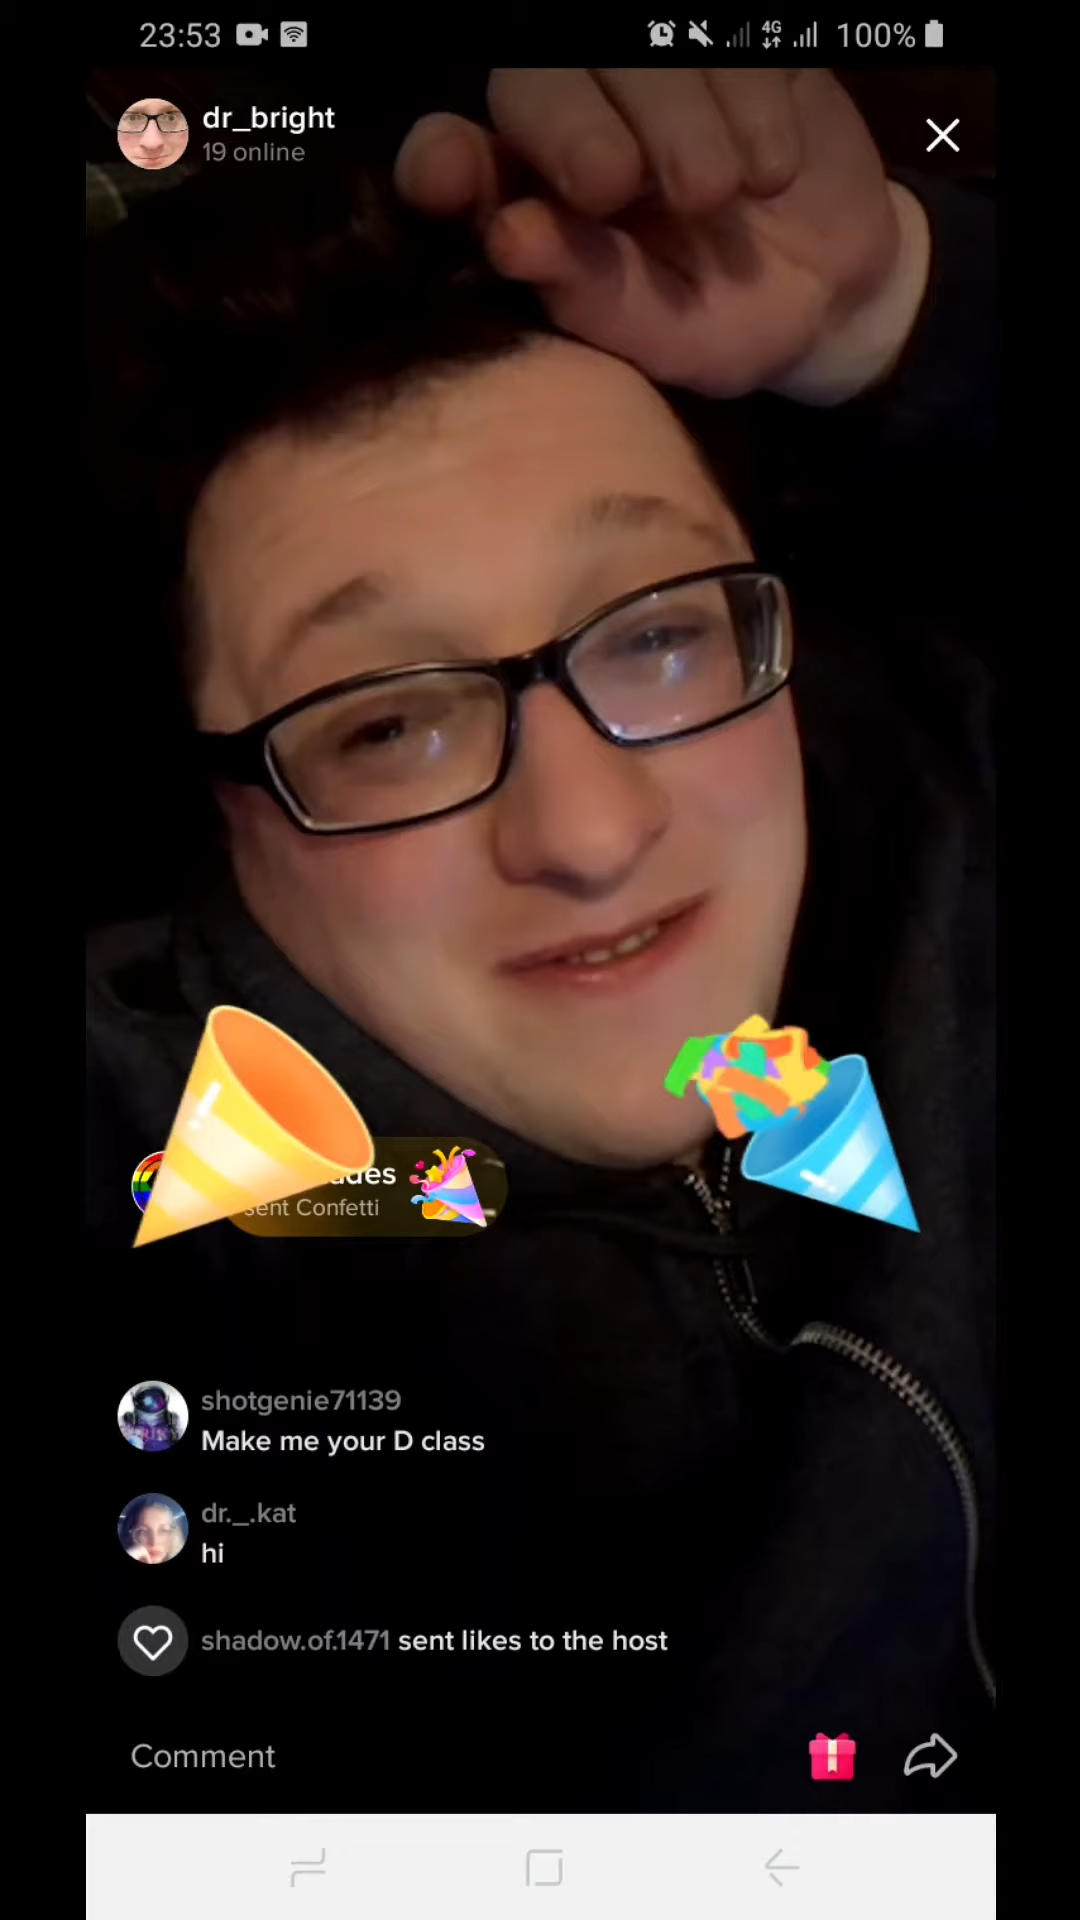 23:53
4G
100%
dr_bright
19 online
sent Confetti
shotgenie71139
Make me your D class
dr._.kat
hi
shadow.of.1471 sent likes to the host
Comment